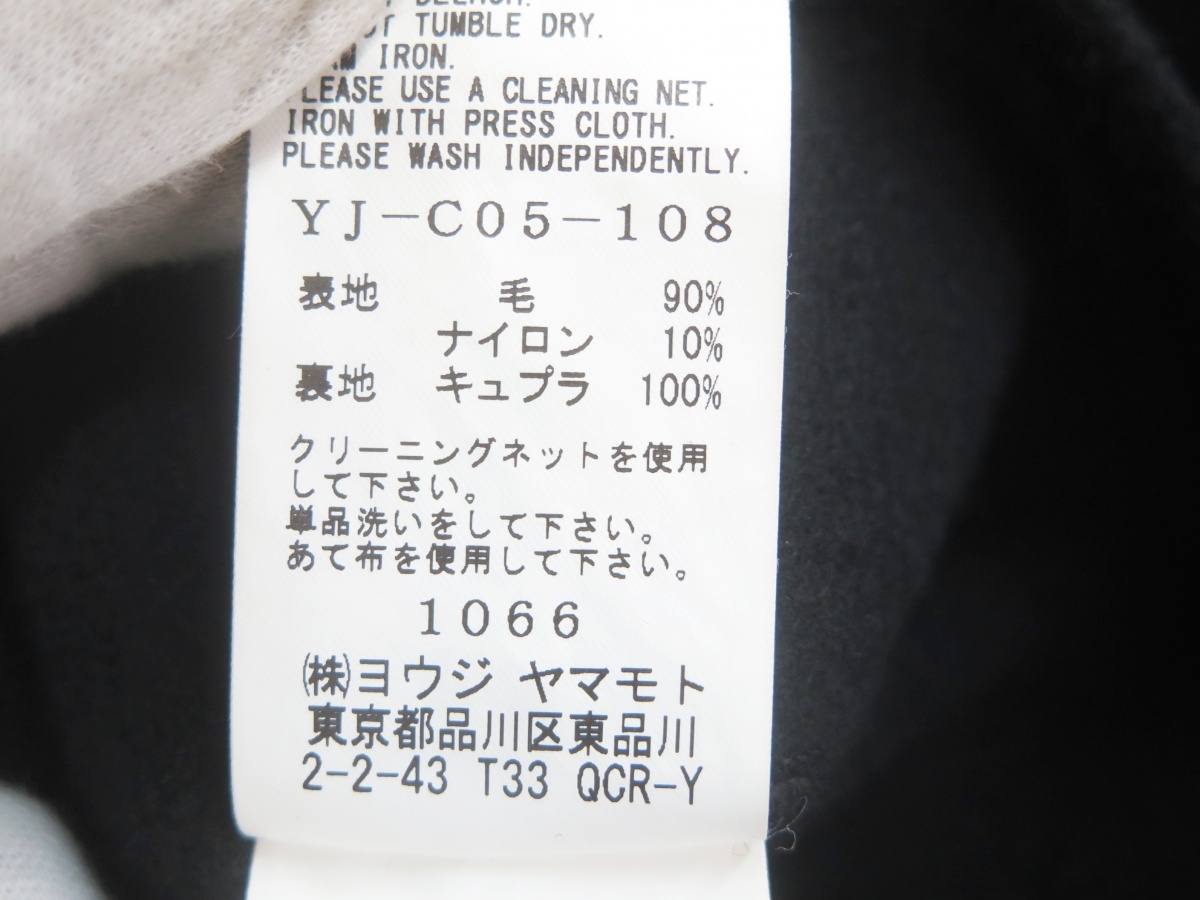 TUMBLE DRY.
IRON.
PLEASE USE A CLEANING NET.
IRON WITH PRESS CLOTH.
PLEASE WASH INDEPENDENTLY.
YJ-C05-108
表地 毛 90%
ナイロン 10%
裏地 キュプラ 100%
クリーニングネットを使用
して下さい。
単品洗いをして下さい。
あて布を使用して下さい。
1066
㈱ヨウジ ヤマモト
東京都品川区東品川
2-2-43 T33 QCR-Y